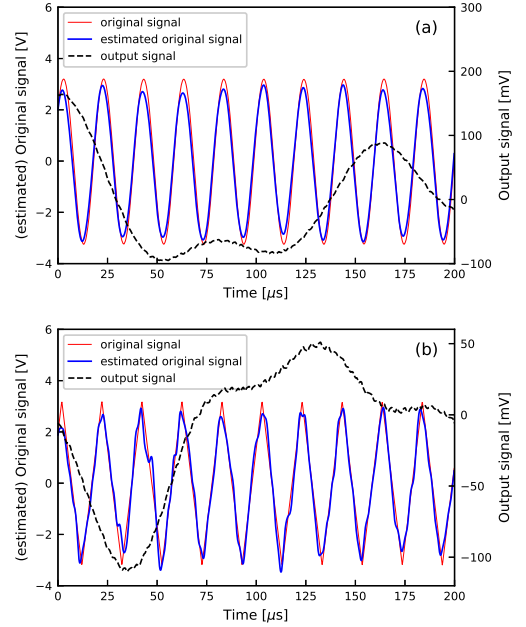 (a)
original signal
estimated original signal
output signal
6
4
2
0
−2
−4
(estimated) Original signal [V]
300
200
100
0
−100
Output signal [mV]
0
25
50
75
100
125
150
175
200
Time [μs]
(b)
original signal
estimated original signal
output signal
6
4
2
0
−2
−4
(estimated) Original signal [V]
50
0
−50
−100
Output signal [mV]
0
25
50
75
100
125
150
175
200
Time [μs]